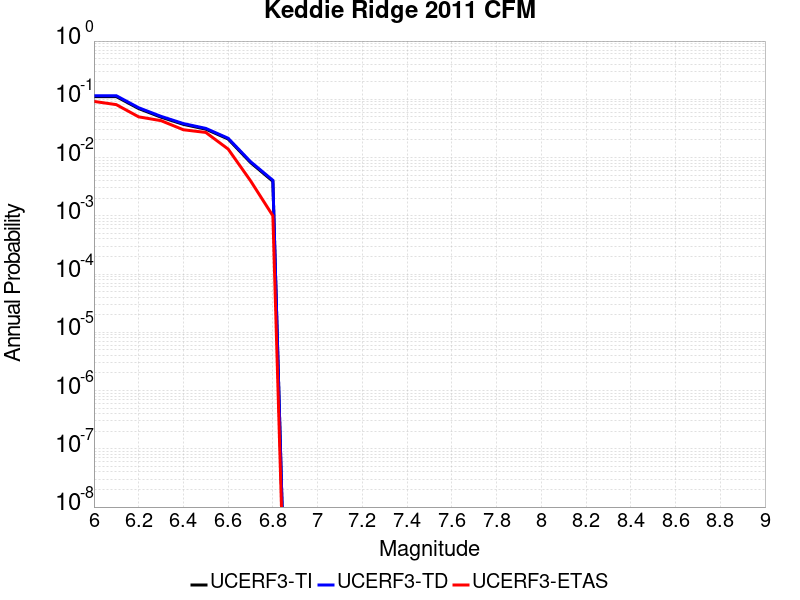 Keddie Ridge 2011 CFM
Annual Probability
10^0
10^-1
10^-2
10^-3
10^-4
10^-5
10^-6
10^-7
10^-8
6 6.2 6.4 6.6 6.8 7 7.2 7.4 7.6 7.8 8 8.2 8.4 8.6 8.8 9
Magnitude
UCERF3-TI UCERF3-TD UCERF3-ETAS